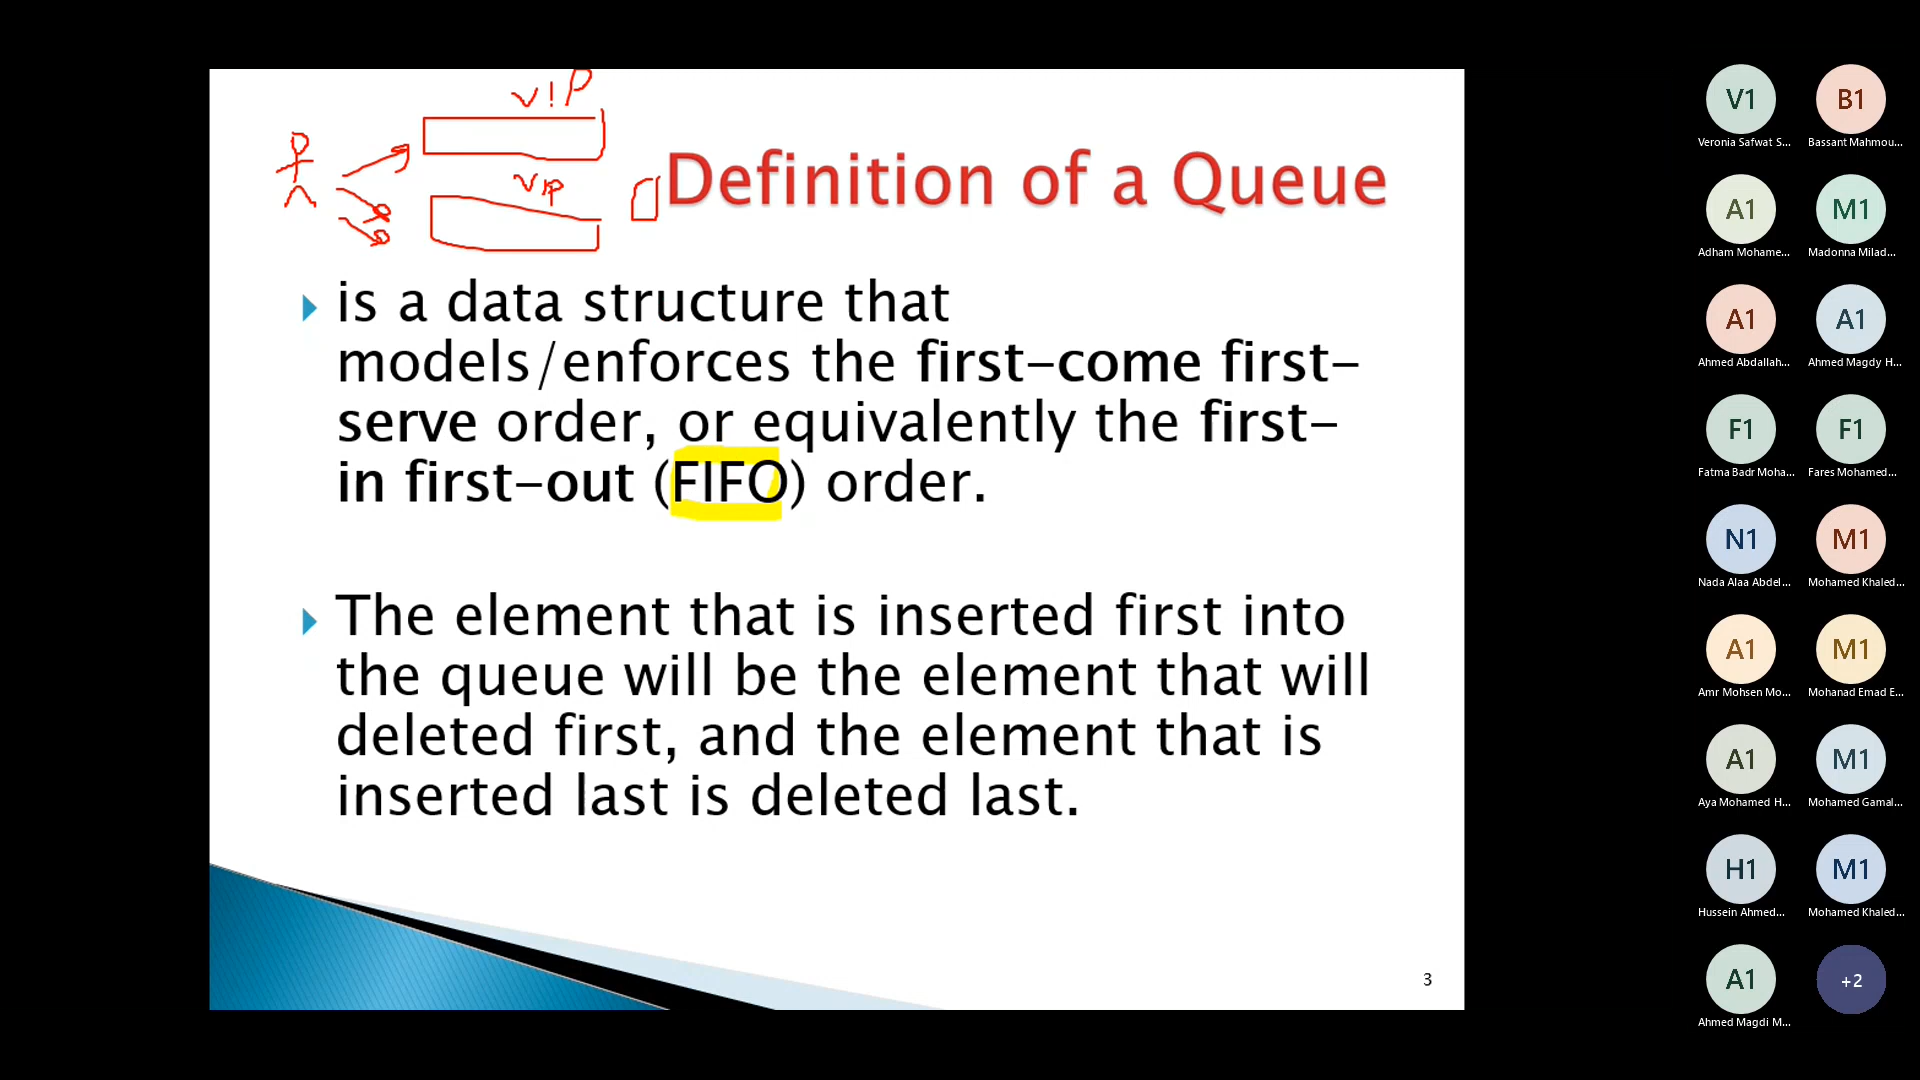 VIP
VIP
Definition of a Queue
is a data structure that
models/enforces the first-come first-
serve order, or equivalently the first-
in first-out (FIFO) order.
The element that is inserted first into
the queue will be the element that will
deleted first, and the element that is
inserted last is deleted last.
3
V1
Veronia Safwat S...
B1
Bassant Mahmou...
A1
Adham Mohame...
M1
Madonna Milad...
A1
Ahmed Abdallah...
A1
Ahmed Magdy H...
F1
Fatma Badr Moha...
F1
Fares Mohamed...
N1
Nada Alaa Abdel...
M1
Mohamed Khaled...
A1
Amr Mohsen Mo...
M1
Mohanad Emad E...
A1
Aya Mohamed H...
M1
Mohamed Gamal...
H1
Hussein Ahmed...
M1
Mohamed Khaled...
A1
Ahmed Magdi M...
+2